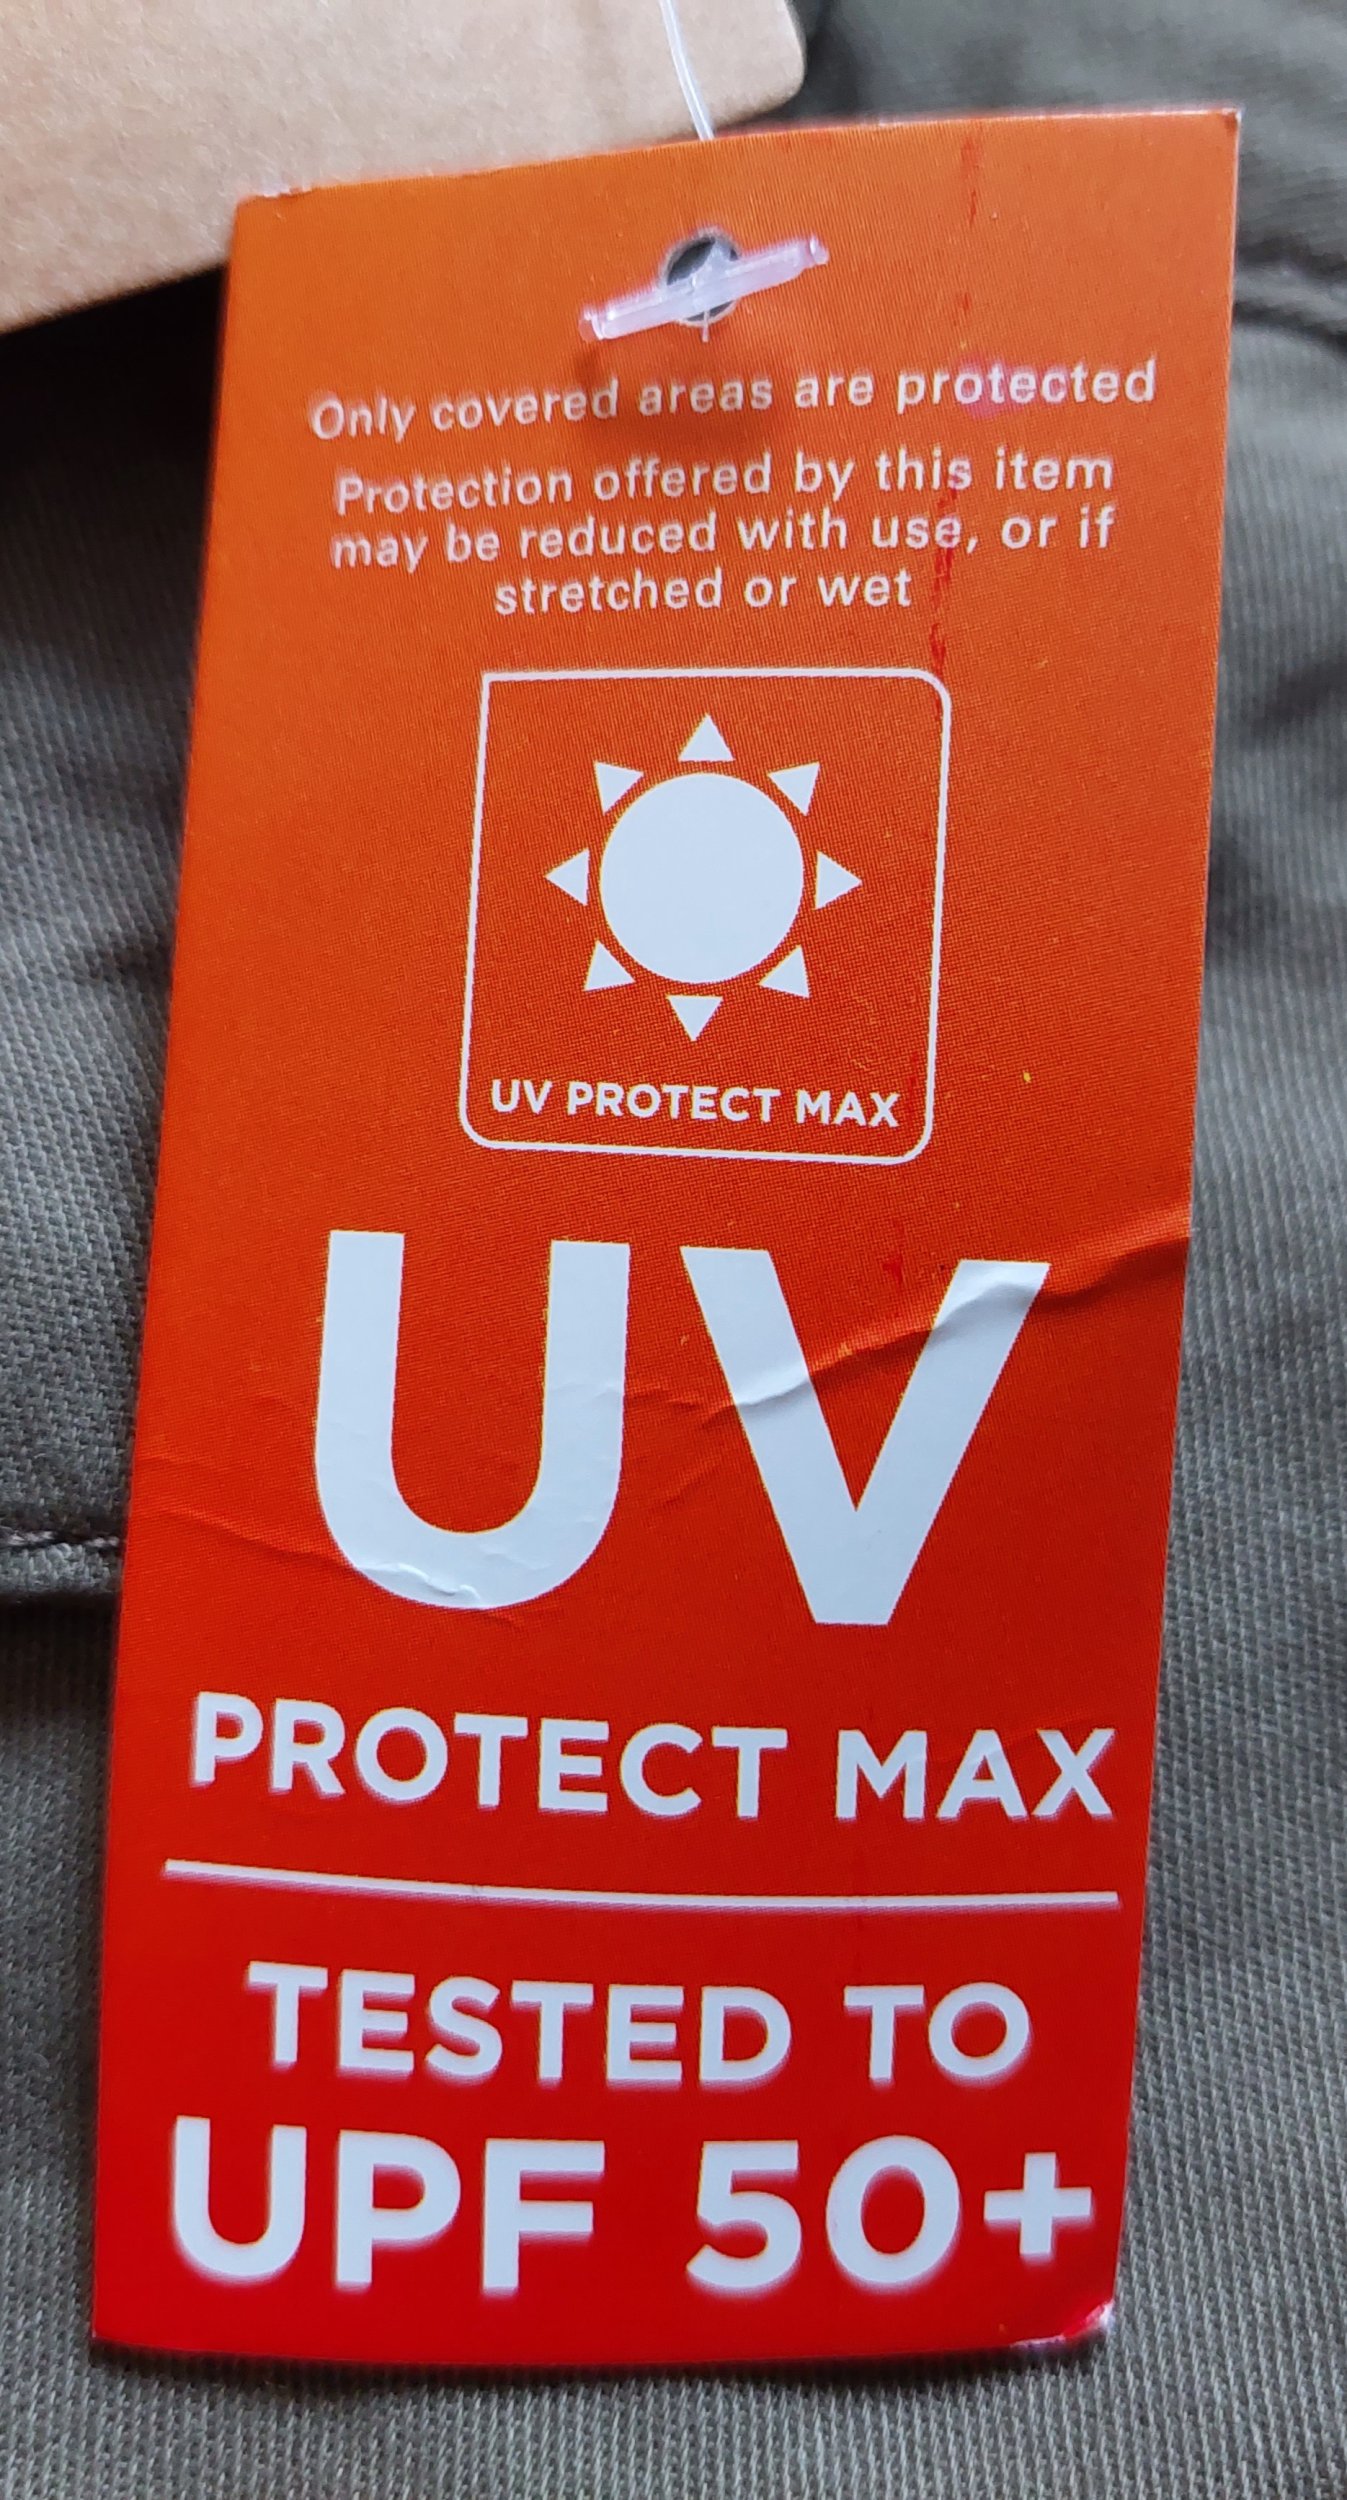 Only covered areas are protected
Protection offered by this item
may be reduced with use, or if
stretched or wet
UV PROTECT MAX
UV
PROTECT MAX
TESTED TO
UPF 50+